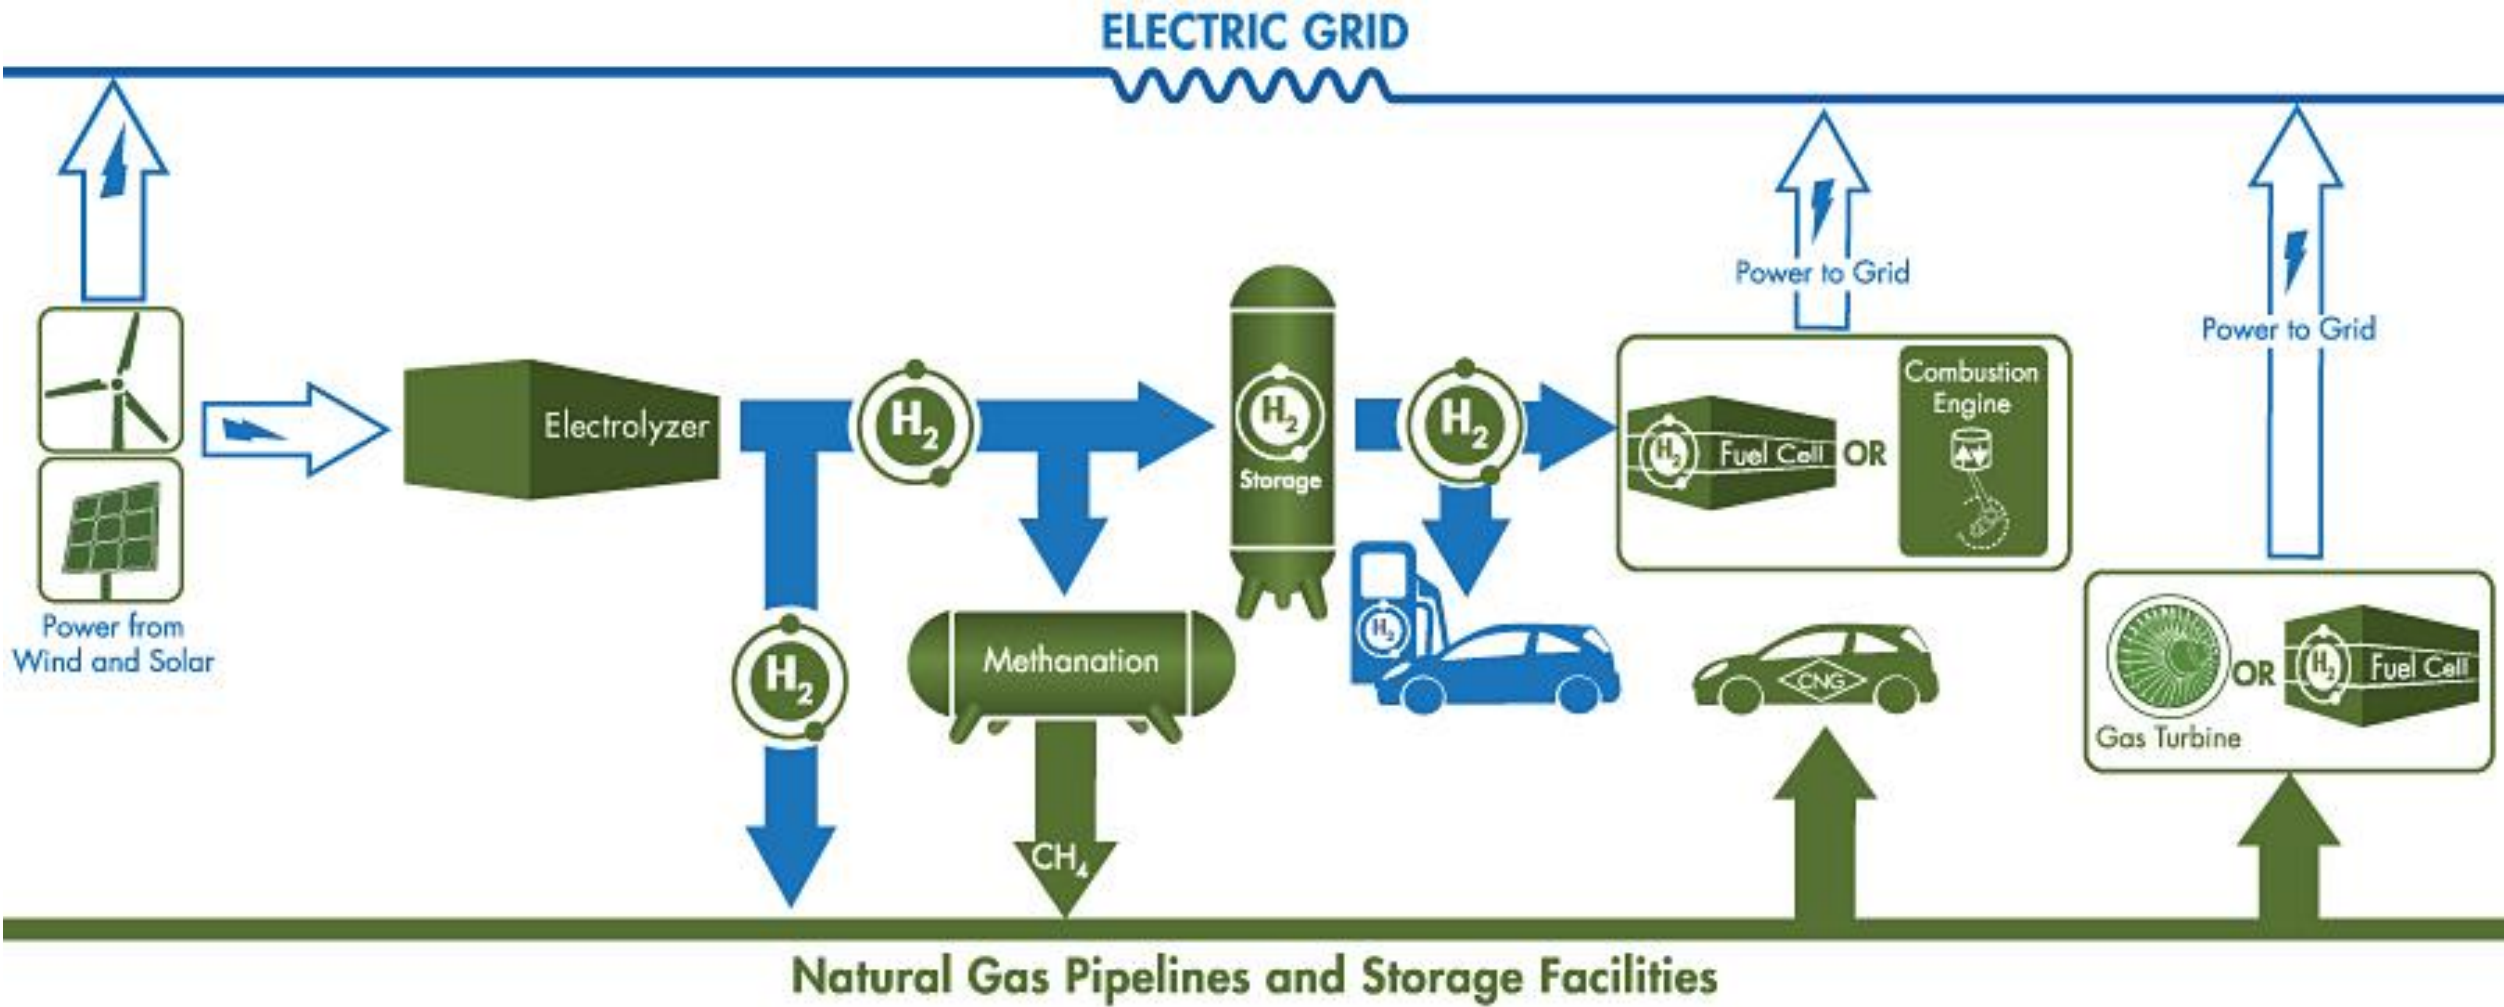 ELECTRIC GRID
Power to Grid
Power to Grid
Combustion
Engine
Electrolyzer
H2
H2
Storage
H2
H2
Fuel Cell
OR
Power from
Wind and Solar
H2
Methanation
H2
CNG
OR
H2
Fuel Cell
Gas Turbine
CH4
Natural Gas Pipelines and Storage Facilities